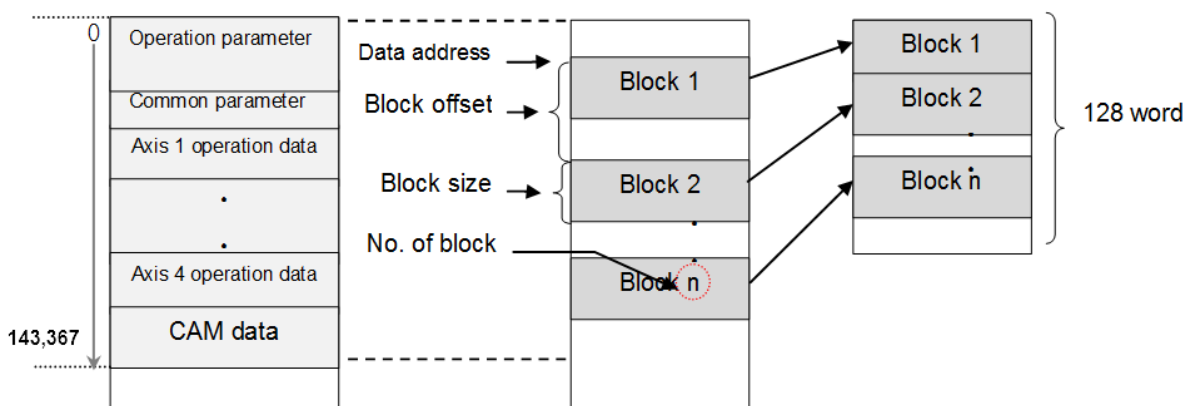 0
Operation parameter
Common parameter
Axis 1 operation data
Axis 4 operation data
143,367
CAM data
Data address
Block offset
Block size
No. of block
Block 1
Block 2
Block n
Block 1
Block 2
Block n
128 word